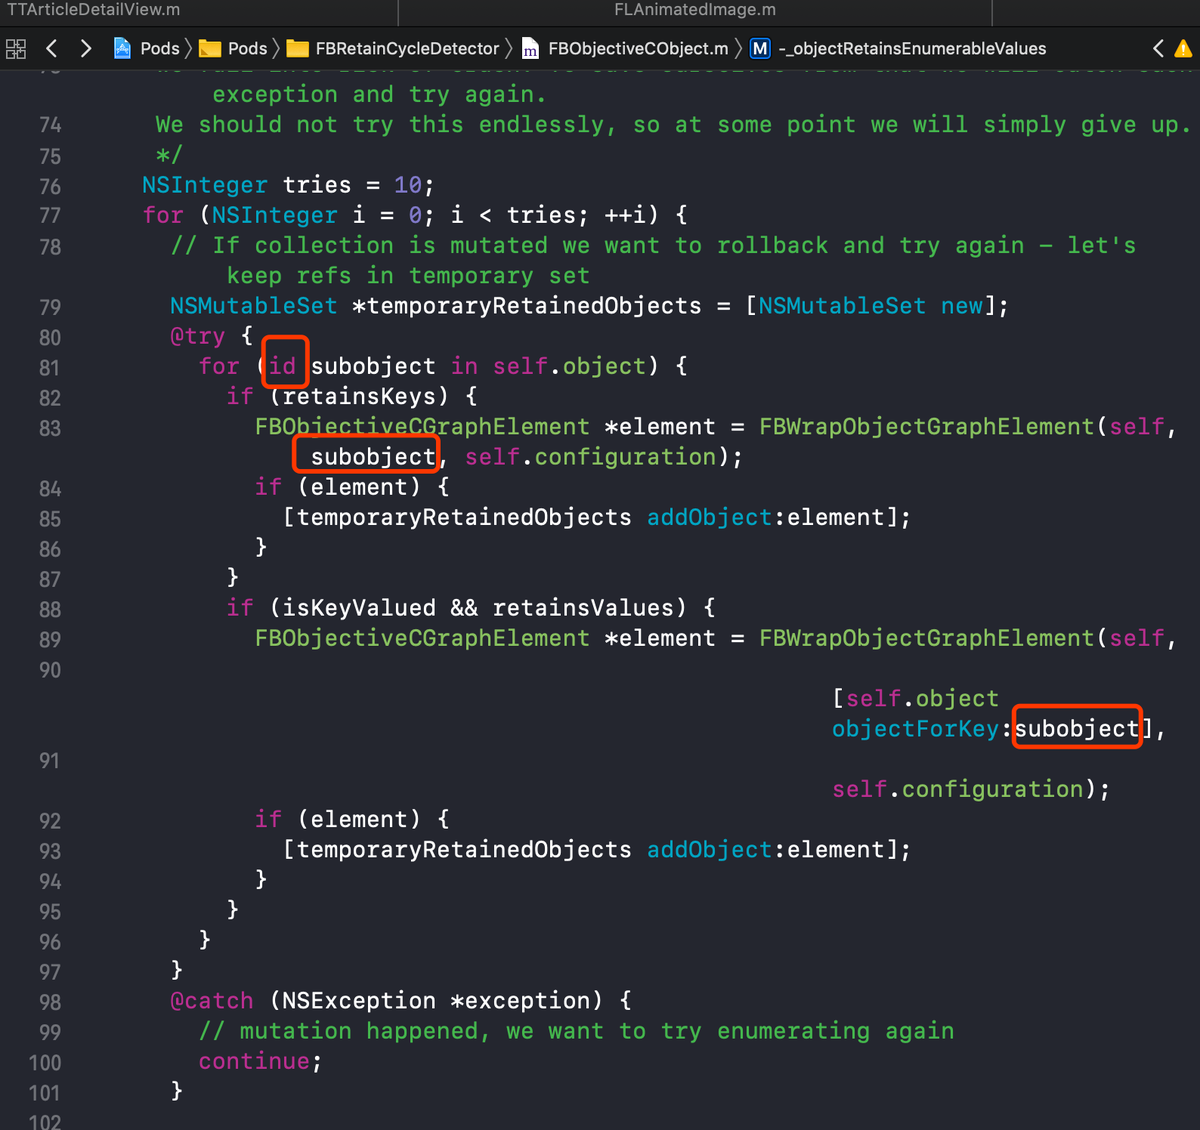 TTArticleDetailView.m
FLAnimatedImage.m
Pods Pods FBRetainCycleDetector FBObjectiveCObject.m M -_objectRetainsEnumerableValues
exception and try again.
74 We should not try this endlessly, so at some point we will simply give up.
75 */
76 NSInteger tries = 10;
77 for (NSInteger i = 0; i < tries; ++i) {
78 // If collection is mutated we want to rollback and try again - let's
keep refs in temporary set
79 NSMutableSet *temporaryRetainedObjects = [NSMutableSet new];
80 @try {
81 for (id subobject in self.object) {
82 if (retainsKeys) {
83 FBObjectiveCGraphElement *element = FBWrapObjectGraphElement(self,
subobject, self.configuration);
84 if (element) {
85 [temporaryRetainedObjects addObject:element];
86 }
87 }
88 if (isKeyValued && retainsValues) {
89 FBObjectiveCGraphElement *element = FBWrapObjectGraphElement(self,
90
[self.object
objectForKey:subobject],
91
self.configuration);
92 if (element) {
93 [temporaryRetainedObjects addObject:element];
94 }
95 }
96 }
97 }
98 @catch (NSException *exception) {
99 // mutation happened, we want to try enumerating again
100 continue;
101 }
102